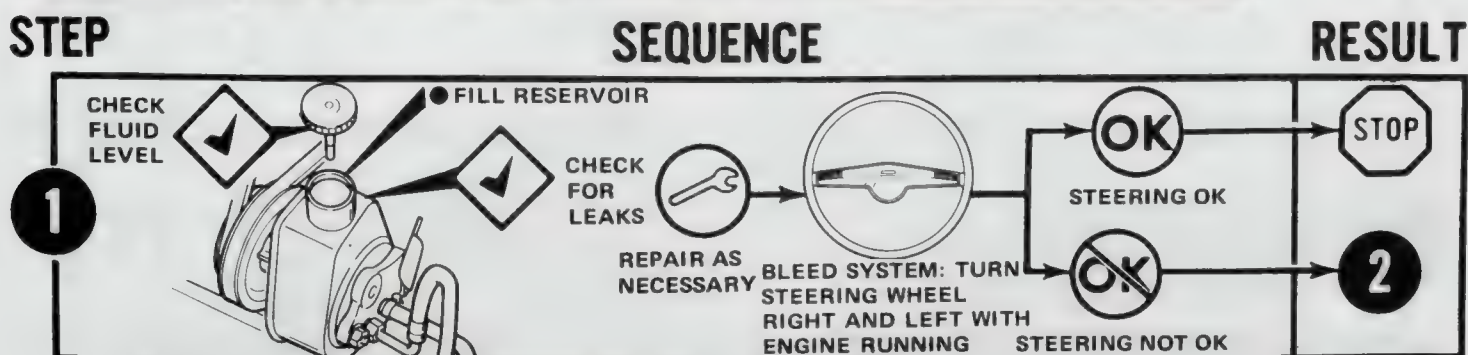 STEP
SEQUENCE
RESULT
1
CHECK
FLUID
LEVEL
FILL RESERVOIR
CHECK
FOR
LEAKS
REPAIR AS
NECESSARY
BLEED SYSTEM: TURN
STEERING WHEEL
RIGHT AND LEFT WITH
ENGINE RUNNING
OK
STEERING OK
STOP
OK
STEERING NOT OK
2